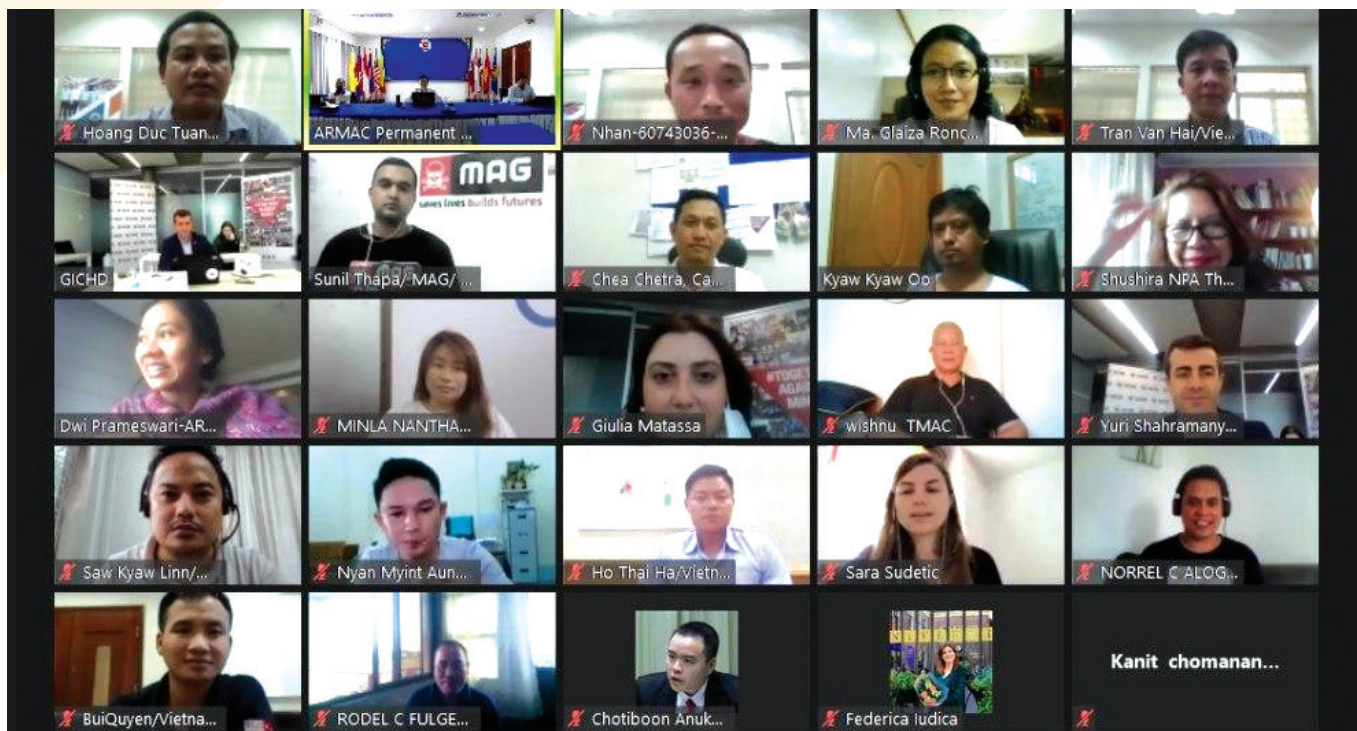 Hoang Duc Tuan...
ARMAC Permanent ...
Nhan-60743036-...
Ma. Glaiza Ronc...
Tran Van Hai/Vie...
GICHD
MAG
saves lives builds futures
Sunil Thapa/ MAG/ ...
Chea Chetra, Ca...
Kyaw Kyaw Oo
Shushira NPA Th...
Dwi Prameswari-AR...
MINLA NANTHA...
#TOGE
AGAI
MIN
Giulia Matassa
wishnu TMAC
Yuri Shahramany...
Saw Kyaw Linn/...
Nyan Myint Aun...
Ho Thai Ha/Vietn...
Sara Sudetic
NORREL C ALOG...
BuiQuyen/Vietna...
RODEL C FULGE...
Chotiboon Anuk...
Federica Iudica
Kanit chomanan...